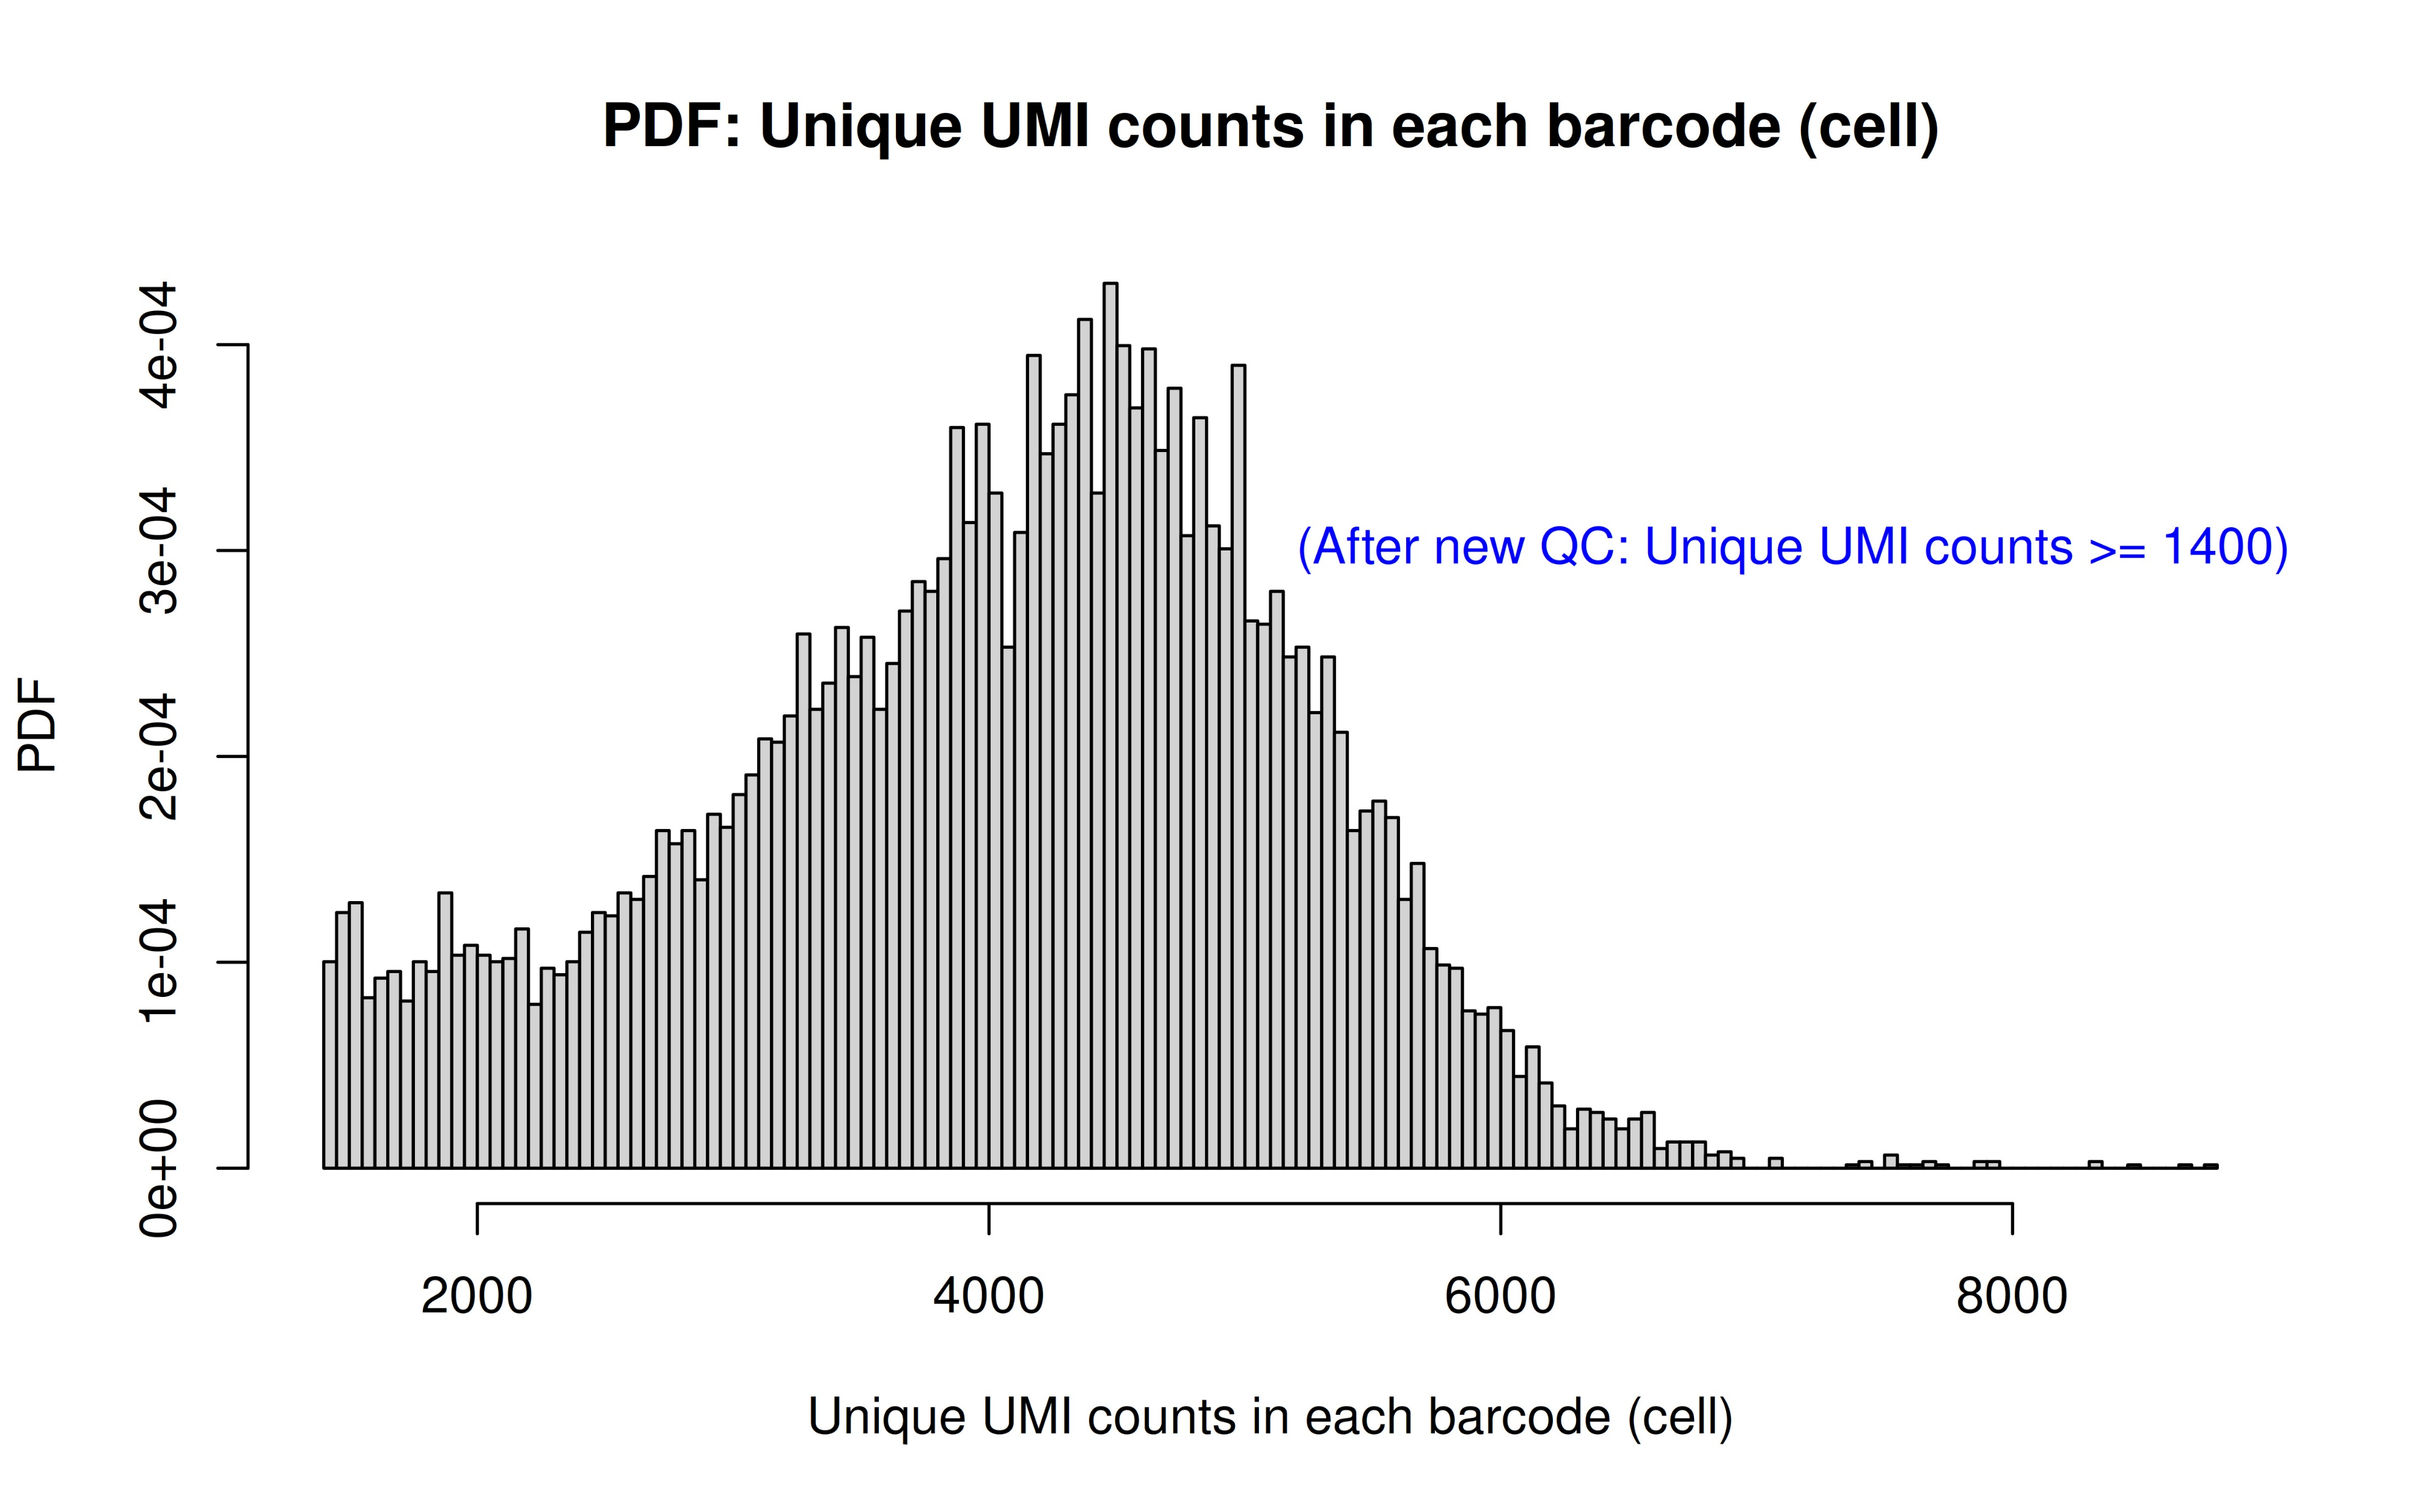 PDF: Unique UMI counts in each barcode (cell)
4e-04
3e-04
2e-04
1e-04
0e+00
PDF
(After new QC: Unique UMI counts >= 1400)
2000 4000 6000 8000
Unique UMI counts in each barcode (cell)